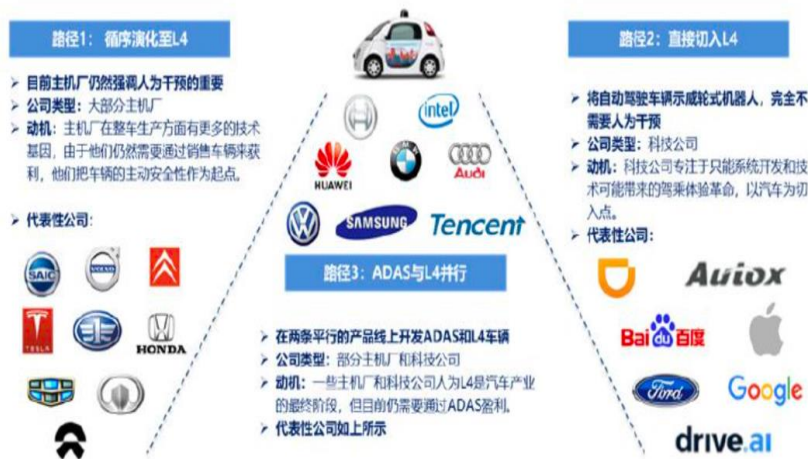 路径1： 循序演化至L4
目前主机厂仍然强调人为干预的重要
公司类型：大部分主机厂
动机：主机厂在整车生产方面有更多的技术
基因，由于他们仍然需要通过销售车辆来获
利，他们把车辆的主动安全性作为起点。
代表性公司：
SAIC
VOLVO
TESLA
HONDA
intel
HUAWEI
Audi
SAMSUNG
Tencent
路径3：ADAS与L4并行
在两条平行的产品线上开发ADAS和L4车辆
公司类型：部分主机厂和科技公司
动机：一些主机厂和科技公司人为L4是汽车产业
的最终阶段，但目前仍需要通过ADAS盈利。
代表性公司如上所示
路径2：直接切入L4
将自动驾驶车辆示威轮式机器人，完全不
需要人为干预
公司类型：科技公司
动机：科技公司专注于只能系统开发和技
术可能带来的驾乘体验革命，以汽车为切
入点。
代表性公司：
Autox
Bai du 百度
Ford
Google
drive.ai